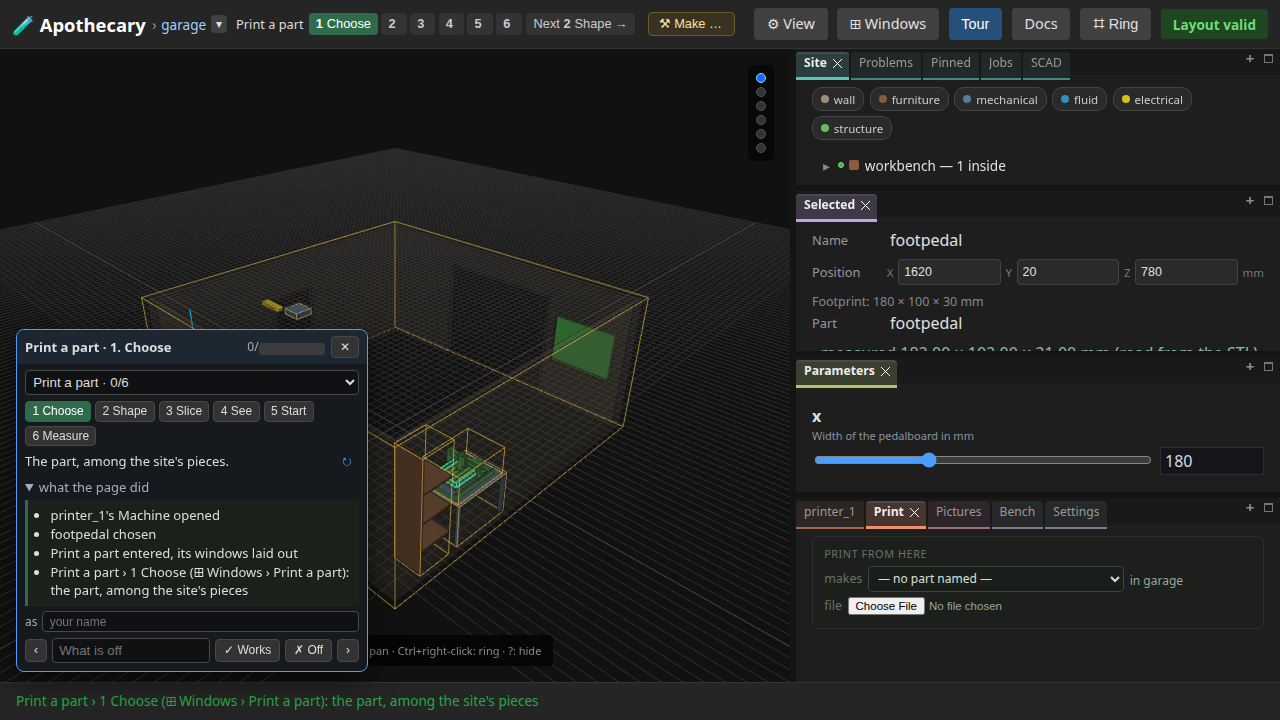 Apothecary › garage ▾ Print a part 1 Choose 2 3 4 5 6 Next 2 Shape → ⚒ Make … ⚙ View ⊞ Windows Tour Docs ⌗ Ring Layout valid
Site Problems Pinned Jobs SCAD
wall furniture mechanical fluid electrical
structure
▸ workbench — 1 inside
Selected
Name footpedal
Position X 1620 Y 20 Z 780 mm
Footprint: 180 × 100 × 30 mm
Part footpedal
Parameters
x
Width of the pedalboard in mm
180
printer_1 Print Pictures Bench Settings
PRINT FROM HERE
makes — no part named — in garage
file Choose File No file chosen
Print a part · 1. Choose 0/ ✕
Print a part · 0/6
1 Choose 2 Shape 3 Slice 4 See 5 Start
6 Measure
The part, among the site's pieces. ↻
▼ what the page did
• printer_1's Machine opened
• footpedal chosen
• Print a part entered, its windows laid out
• Print a part › 1 Choose (⊞ Windows › Print a part):
the part, among the site's pieces
as your name
‹ What is off ✓ Works ✗ Off ›
pan · Ctrl+right-click: ring · ?: hide
Print a part › 1 Choose (⊞ Windows › Print a part): the part, among the site's pieces